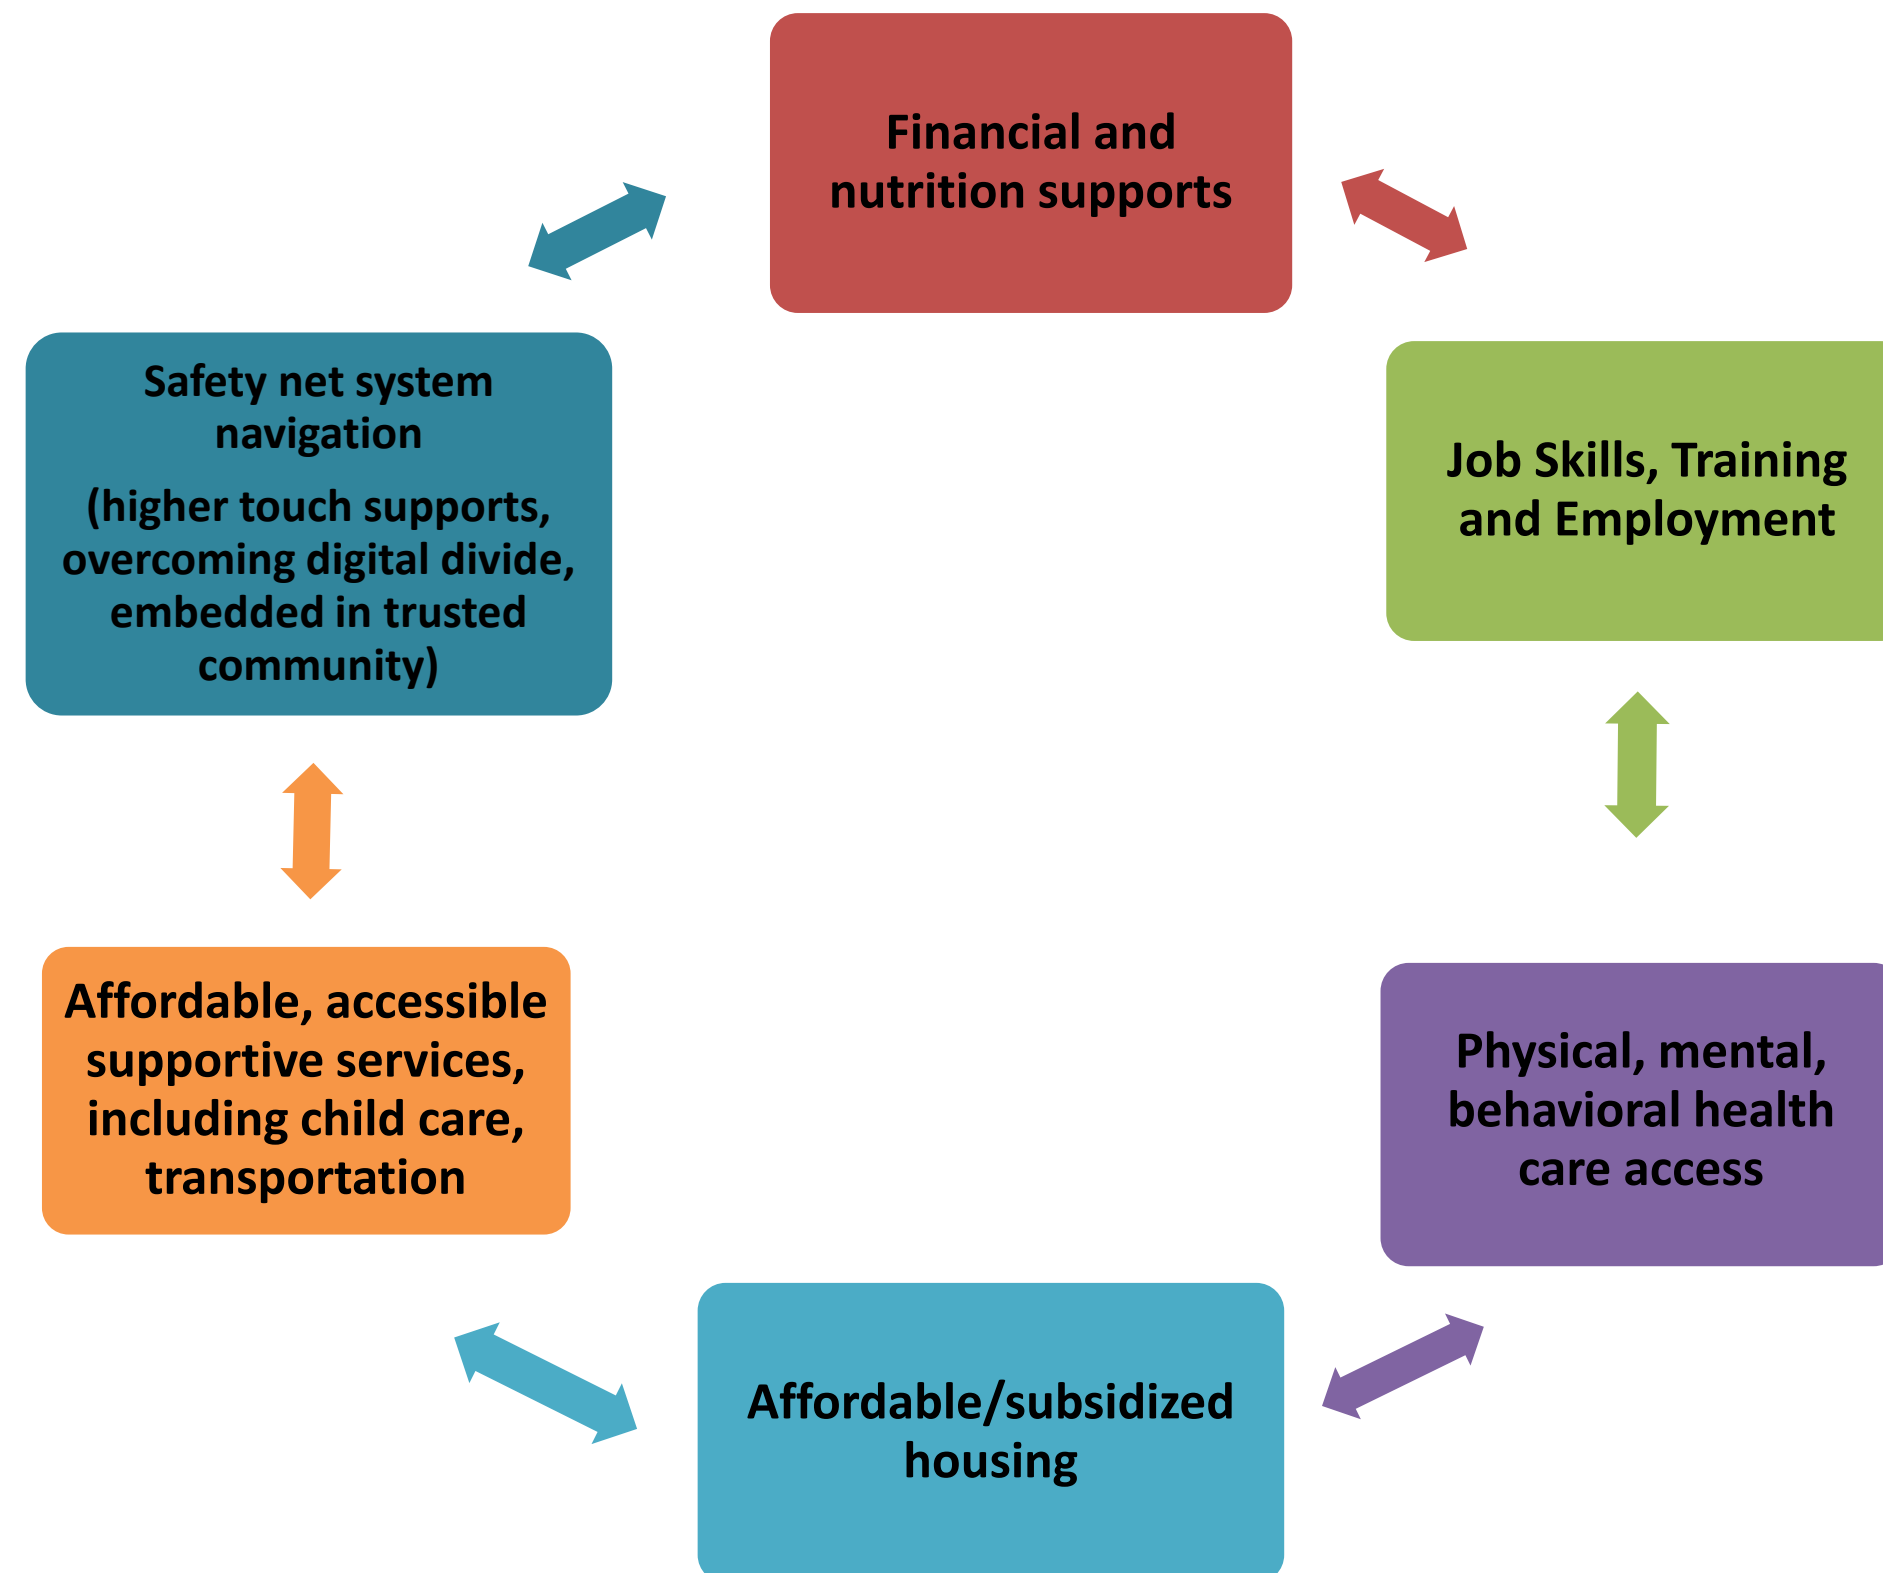 Financial and
nutrition supports
Job Skills, Training
and Employment
Physical, mental,
behavioral health
care access
Affordable/subsidized
housing
Affordable, accessible
supportive services,
including child care,
transportation
Safety net system
navigation
(higher touch supports,
overcoming digital divide,
embedded in trusted
community)